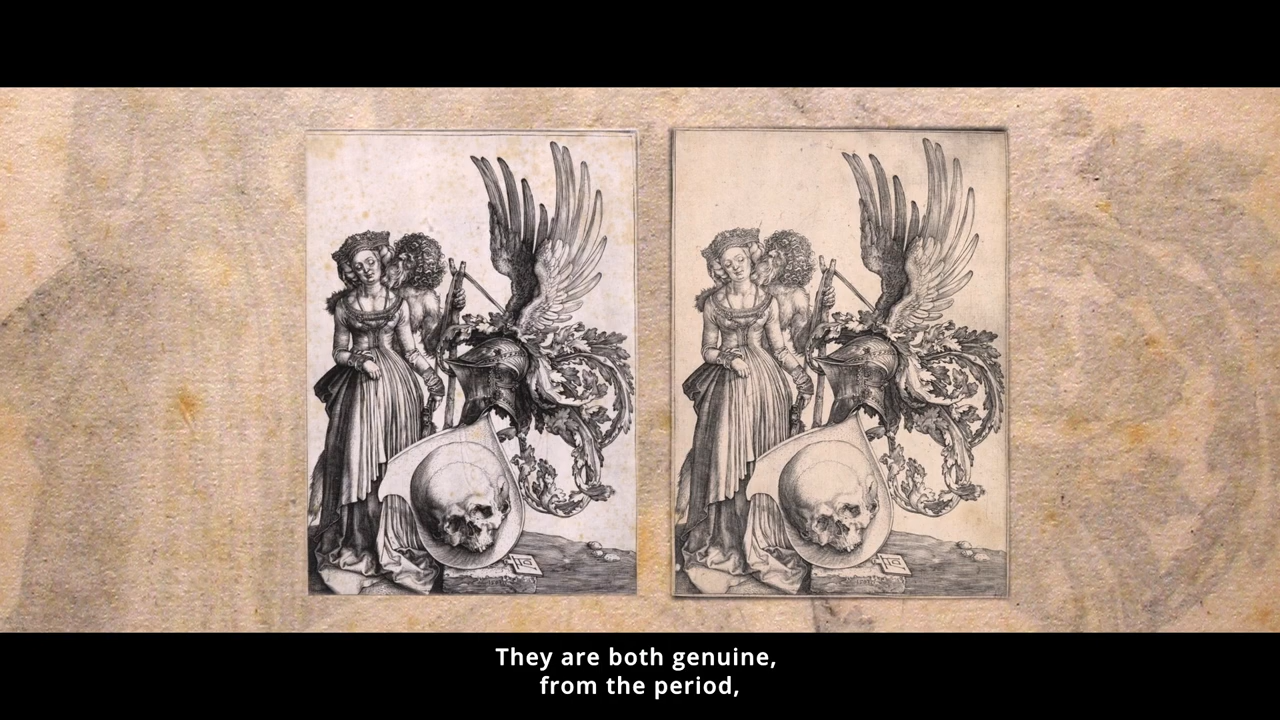 They are both genuine,
from the period,